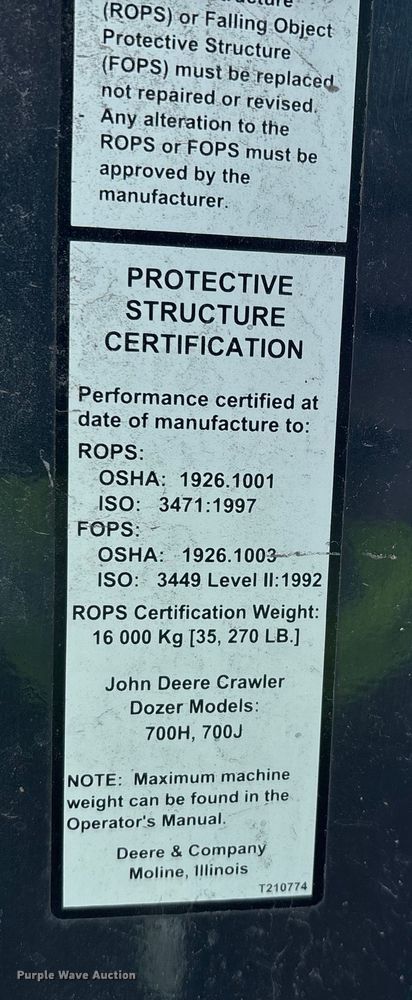 (ROPS) or Falling Object
Protective Structure
(FOPS) must be replaced
not repaired or revised.
Any alteration to the
ROPS or FOPS must be
approved by the
manufacturer.
PROTECTIVE
STRUCTURE
CERTIFICATION
Performance certified at
date of manufacture to:
ROPS:
OSHA: 1926.1001
ISO: 3471:1997
FOPS:
OSHA: 1926.1003
ISO: 3449 Level II:1992
ROPS Certification Weight:
16 000 Kg [35, 270 LB.]
John Deere Crawler
Dozer Models:
700H, 700J
NOTE: Maximum machine
weight can be found in the
Operator's Manual.
Deere & Company
Moline, Illinois
T210774
Purple Wave Auction